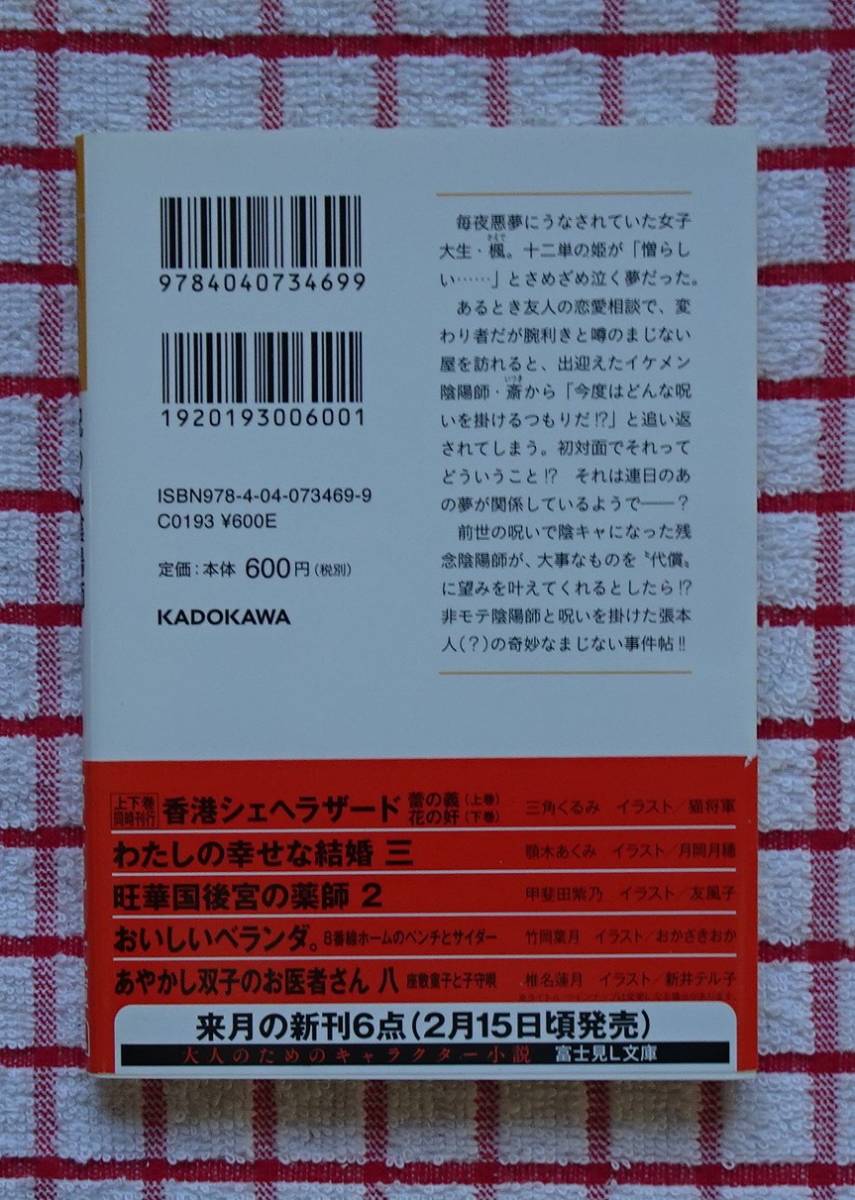 9784040734699
1920193006001
ISBN978-4-04-073469-9
C0193 ¥600E
定価:本体 600円(税別)
KADOKAWA
毎夜悪夢にうなされていた女子
大生・楓。十二単の姫が「憎らし
い……」とさめざめ泣く夢だった。
あるとき友人の恋愛相談で、変
わり者だが腕利きと噂のまじない
屋を訪れると、出迎えたイケメン
陰陽師・斎から「今度はどんな呪
いを掛けるつもりだ!?」と追い返
されてしまう。初対面でそれって
どういうこと!? それは連日のあ
の夢が関係しているようで――?
前世の呪いで陰キャになった残
念陰陽師が、大事なものを〝代償〟
に望みを叶えてくれるとしたら!?
非モテ陰陽師と呪いを掛けた張本
人(?)の奇妙なまじない事件帖!!
上下巻同時刊行 香港シェヘラザード 蕾の義(上巻) 花の奸(下巻) 三角くるみ イラスト/猫将軍
わたしの幸せな結婚 三 顎木あくみ イラスト/月岡月穂
旺華国後宮の薬師 2 甲斐田紫乃 イラスト/友風子
おいしいベランダ。 8番線ホームのベンチとサイダー 竹岡葉月 イラスト/おかざきおか
あやかし双子のお医者さん 八 座敷童子と子守唄 椎名蓮月 イラスト/新井テル子
来月の新刊6点(2月15日頃発売)
大人のためのキャラクター小説 富士見L文庫